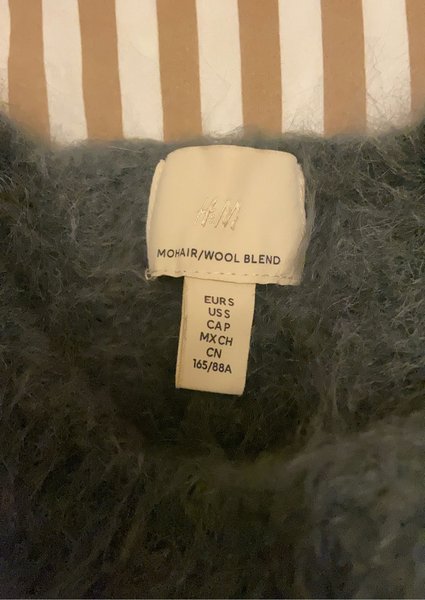 H&M
MOHAIR/WOOL BLEND
EUR S
US S
CA P
MX CH
CN
165/88A